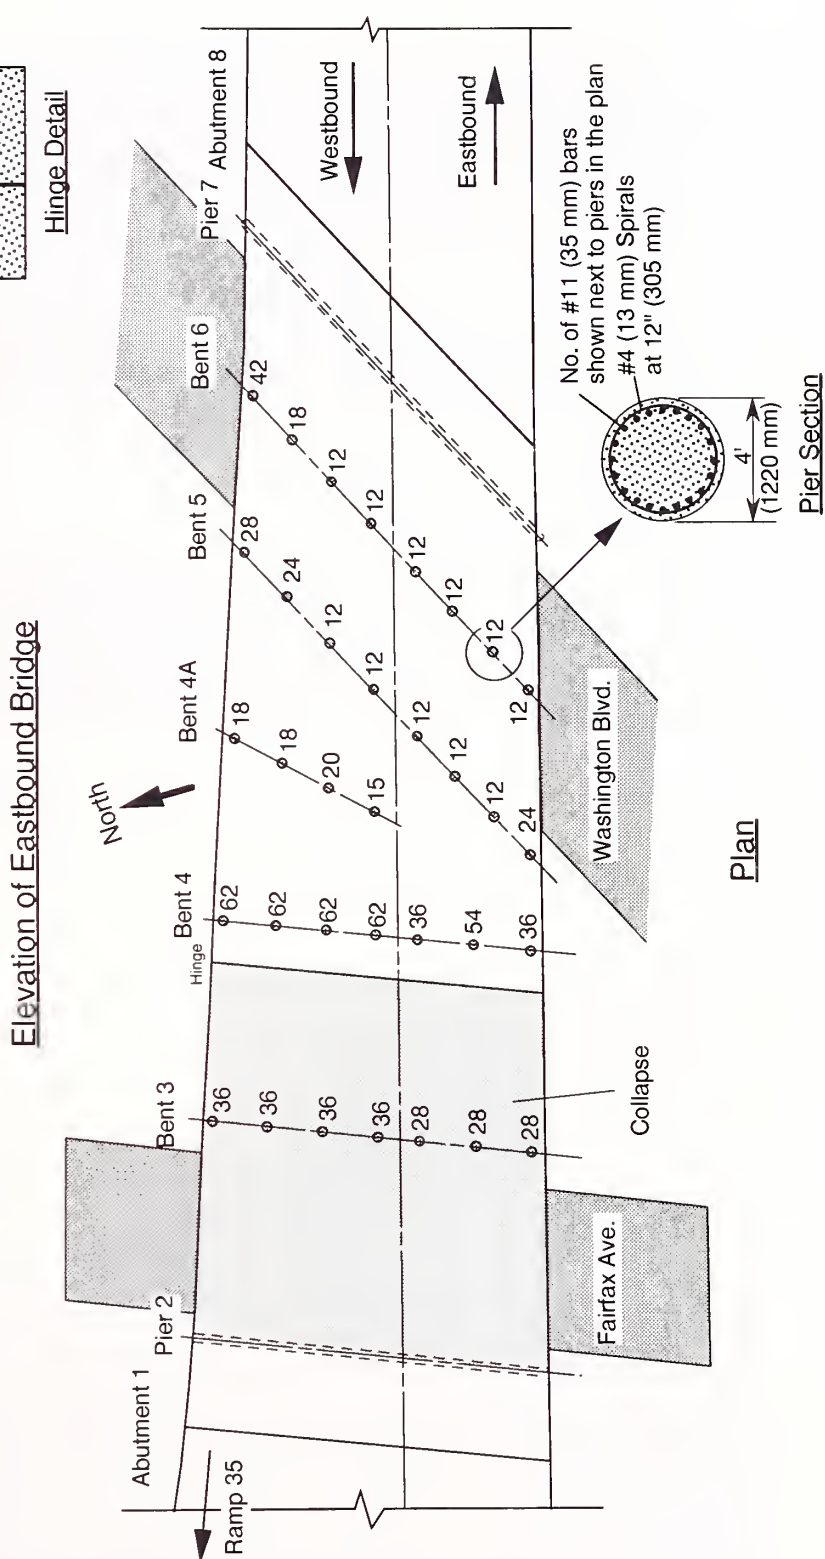 Hinge Detail
Elevation of Eastbound Bridge
Abutment 1
Pier 2
Bent 3
Hinge
Bent 4
Bent 4A
Bent 5
Bent 6
Pier 7
Abutment 8
North
Westbound
Eastbound
Ramp 35
36
36
36
36
28
28
28
62
62
62
62
36
54
36
18
18
20
15
28
24
12
12
12
12
12
24
42
18
12
12
12
12
12
12
Collapse
Fairfax Ave.
Washington Blvd.
No. of #11 (35 mm) bars
shown next to piers in the plan
#4 (13 mm) Spirals
at 12" (305 mm)
4'
(1220 mm)
Pier Section
Plan